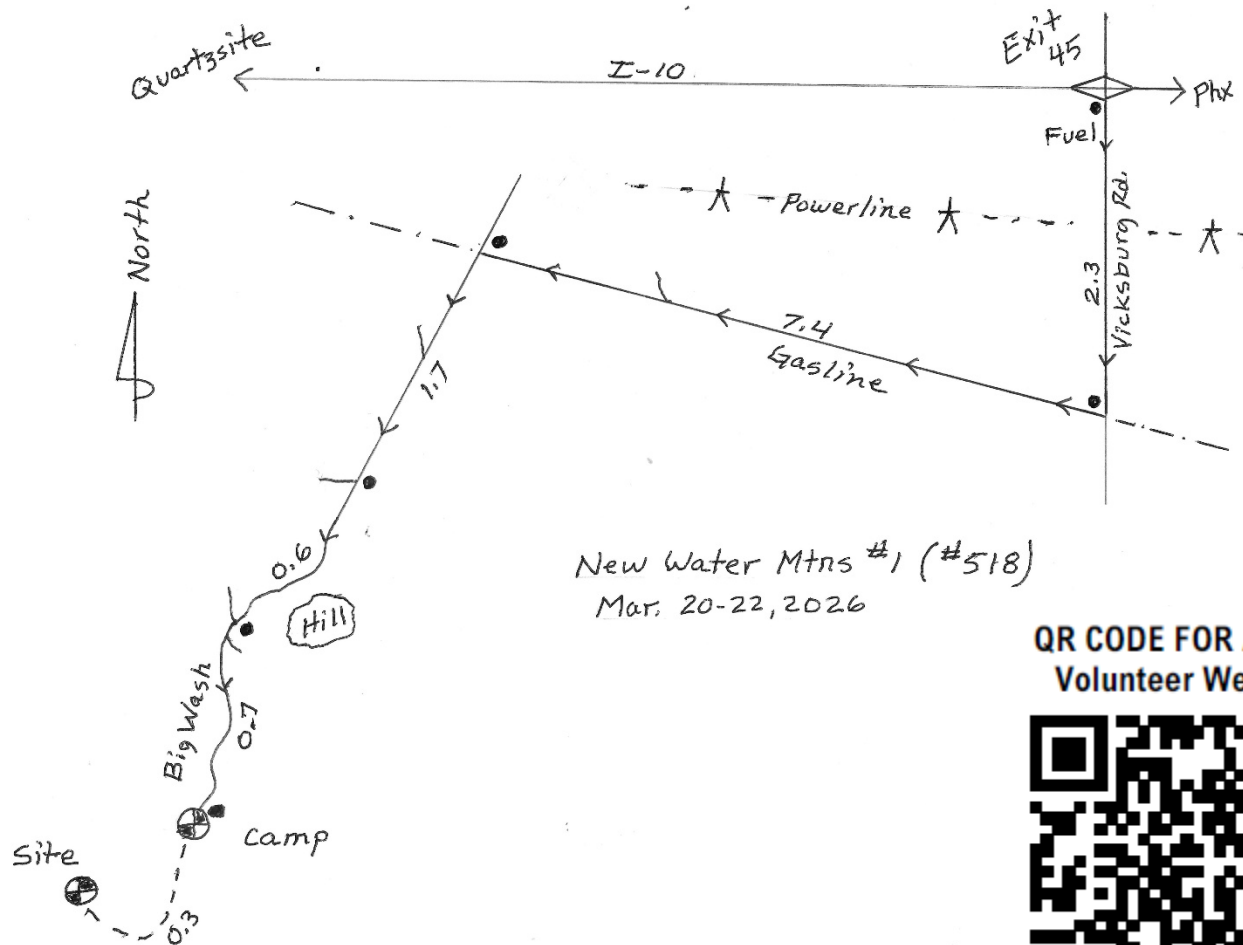 Quartzsite
I-10
Exit
45
Phx
Fuel
North
Powerline
Vicksburg Rd.
2.3
7.4
Gasline
1.7
0.6
Hill
New Water Mtns #1 (#518)
Mar. 20-22, 2026
Big Wash
0.7
QR CODE FOR
Volunteer We
Camp
Site
0.3